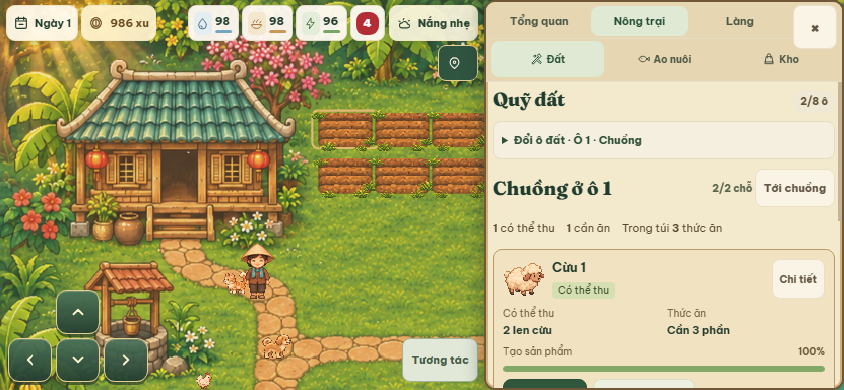 Ngày 1
986 xu
98
98
96
4
Nắng nhẹ
Tương tác
Tổng quan
Nông trại
Làng
×
Đất
Ao nuôi
Kho
Quỹ đất
2/8 ô
Đổi ô đất · Ô 1 · Chuồng
Chuồng ở ô 1
2/2 chỗ
Tới chuồng
1 có thể thu 1 cần ăn Trong túi 3 thức ăn
Cừu 1
Có thể thu
Chi tiết
Có thể thu
Thức ăn
2 len cừu
Cần 3 phần
Tạo sản phẩm
100%